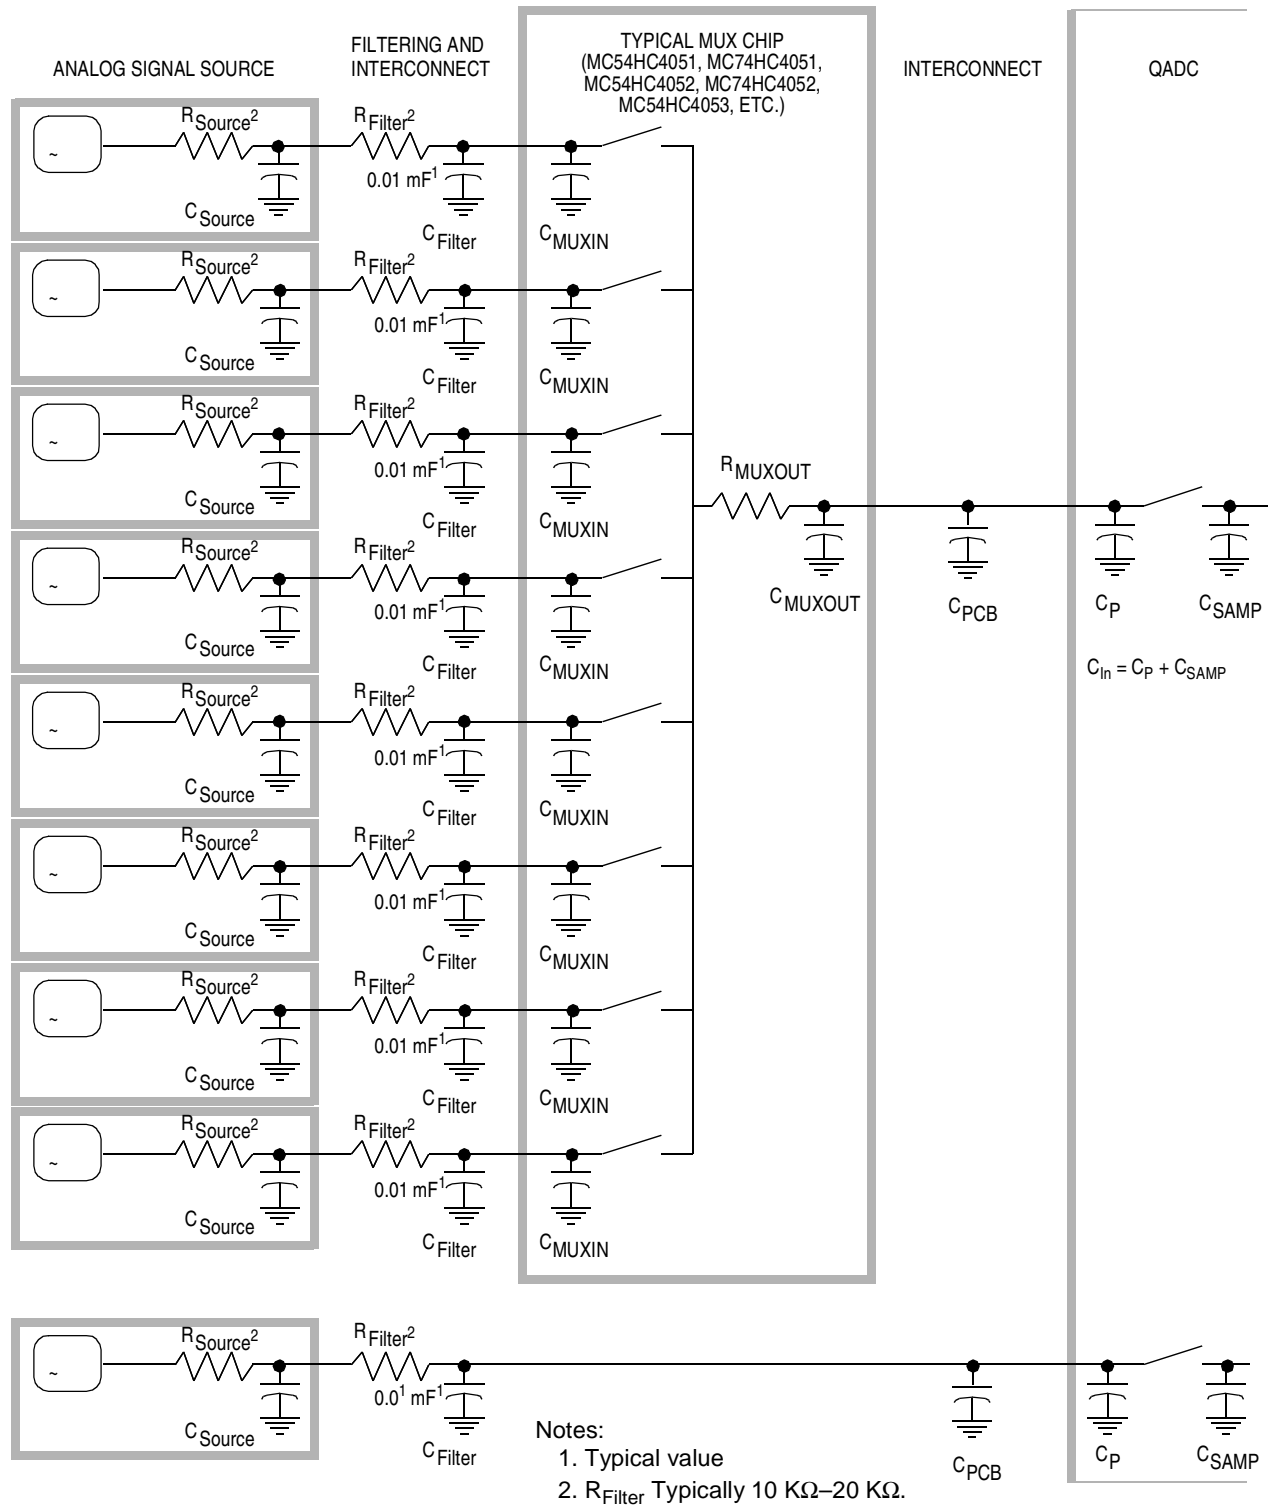 ANALOG SIGNAL SOURCE
FILTERING AND
INTERCONNECT
TYPICAL MUX CHIP
(MC54HC4051, MC74HC4051,
MC54HC4052, MC74HC4052,
MC54HC4053, ETC.)
INTERCONNECT
QADC
~
RSource2
CSource
RFilter2
0.01 mF1
CFilter
CMUXIN
~
RSource2
CSource
RFilter2
0.01 mF1
CFilter
CMUXIN
~
RSource2
CSource
RFilter2
0.01 mF1
CFilter
CMUXIN
~
RSource2
CSource
RFilter2
0.01 mF1
CFilter
CMUXIN
~
RSource2
CSource
RFilter2
0.01 mF1
CFilter
CMUXIN
~
RSource2
CSource
RFilter2
0.01 mF1
CFilter
CMUXIN
~
RSource2
CSource
RFilter2
0.01 mF1
CFilter
CMUXIN
~
RSource2
CSource
RFilter2
0.01 mF1
CFilter
CMUXIN
RMUXOUT
CMUXOUT
CPCB
CP
CSAMP
CIn = CP + CSAMP
~
RSource2
CSource
RFilter2
0.01 mF1
CFilter
CPCB
CP
CSAMP
Notes:
1. Typical value
2. RFilter Typically 10 KΩ–20 KΩ.